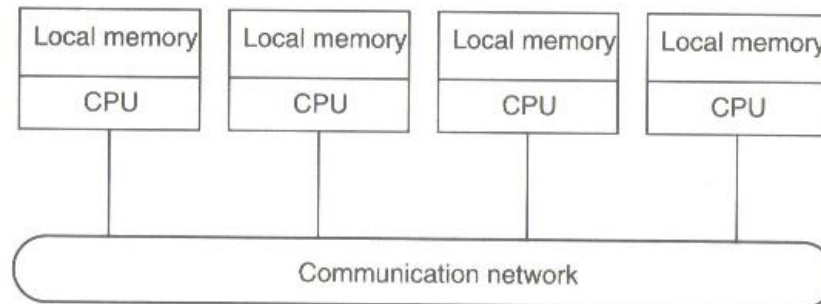 Local memory Local memory Local memory Local memory
CPU CPU CPU CPU
Communication network